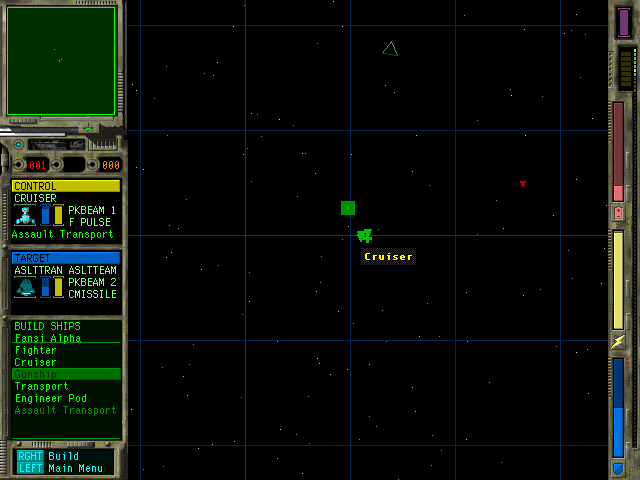 001
000
CONTROL
CRUISER
PKBEAM 1
F PULSE
Assault Transport
TARGET
ASLTTRAN ASLTTEAM
PKBEAM 2
CMISSILE
BUILD SHIPS
Fansi Alpha
Fighter
Cruiser
Gunship
Transport
Engineer Pod
Assault Transport
RGHT Build
LEFT Main Menu
Cruiser